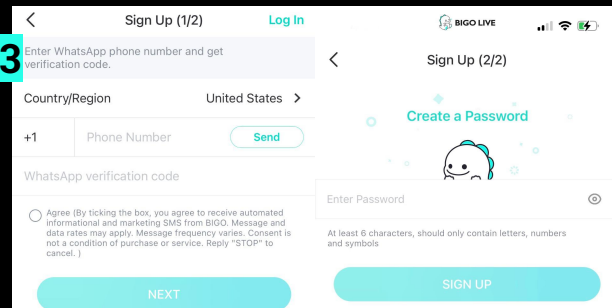 3
Sign Up (1/2)
Log In
Enter WhatsApp phone number and get
verification code.
Country/Region
United States >
+1
Phone Number
Send
WhatsApp verification code
Agree (By ticking the box, you agree to receive automated
informational and marketing SMS from BIGO. Message and
data rates may apply. Message frequency varies. Consent is
not a condition of purchase or service. Reply "STOP" to
cancel. )
NEXT
BIGO LIVE
Sign Up (2/2)
Create a Password
Enter Password
At least 6 characters, should only contain letters, numbers
and symbols
SIGN UP